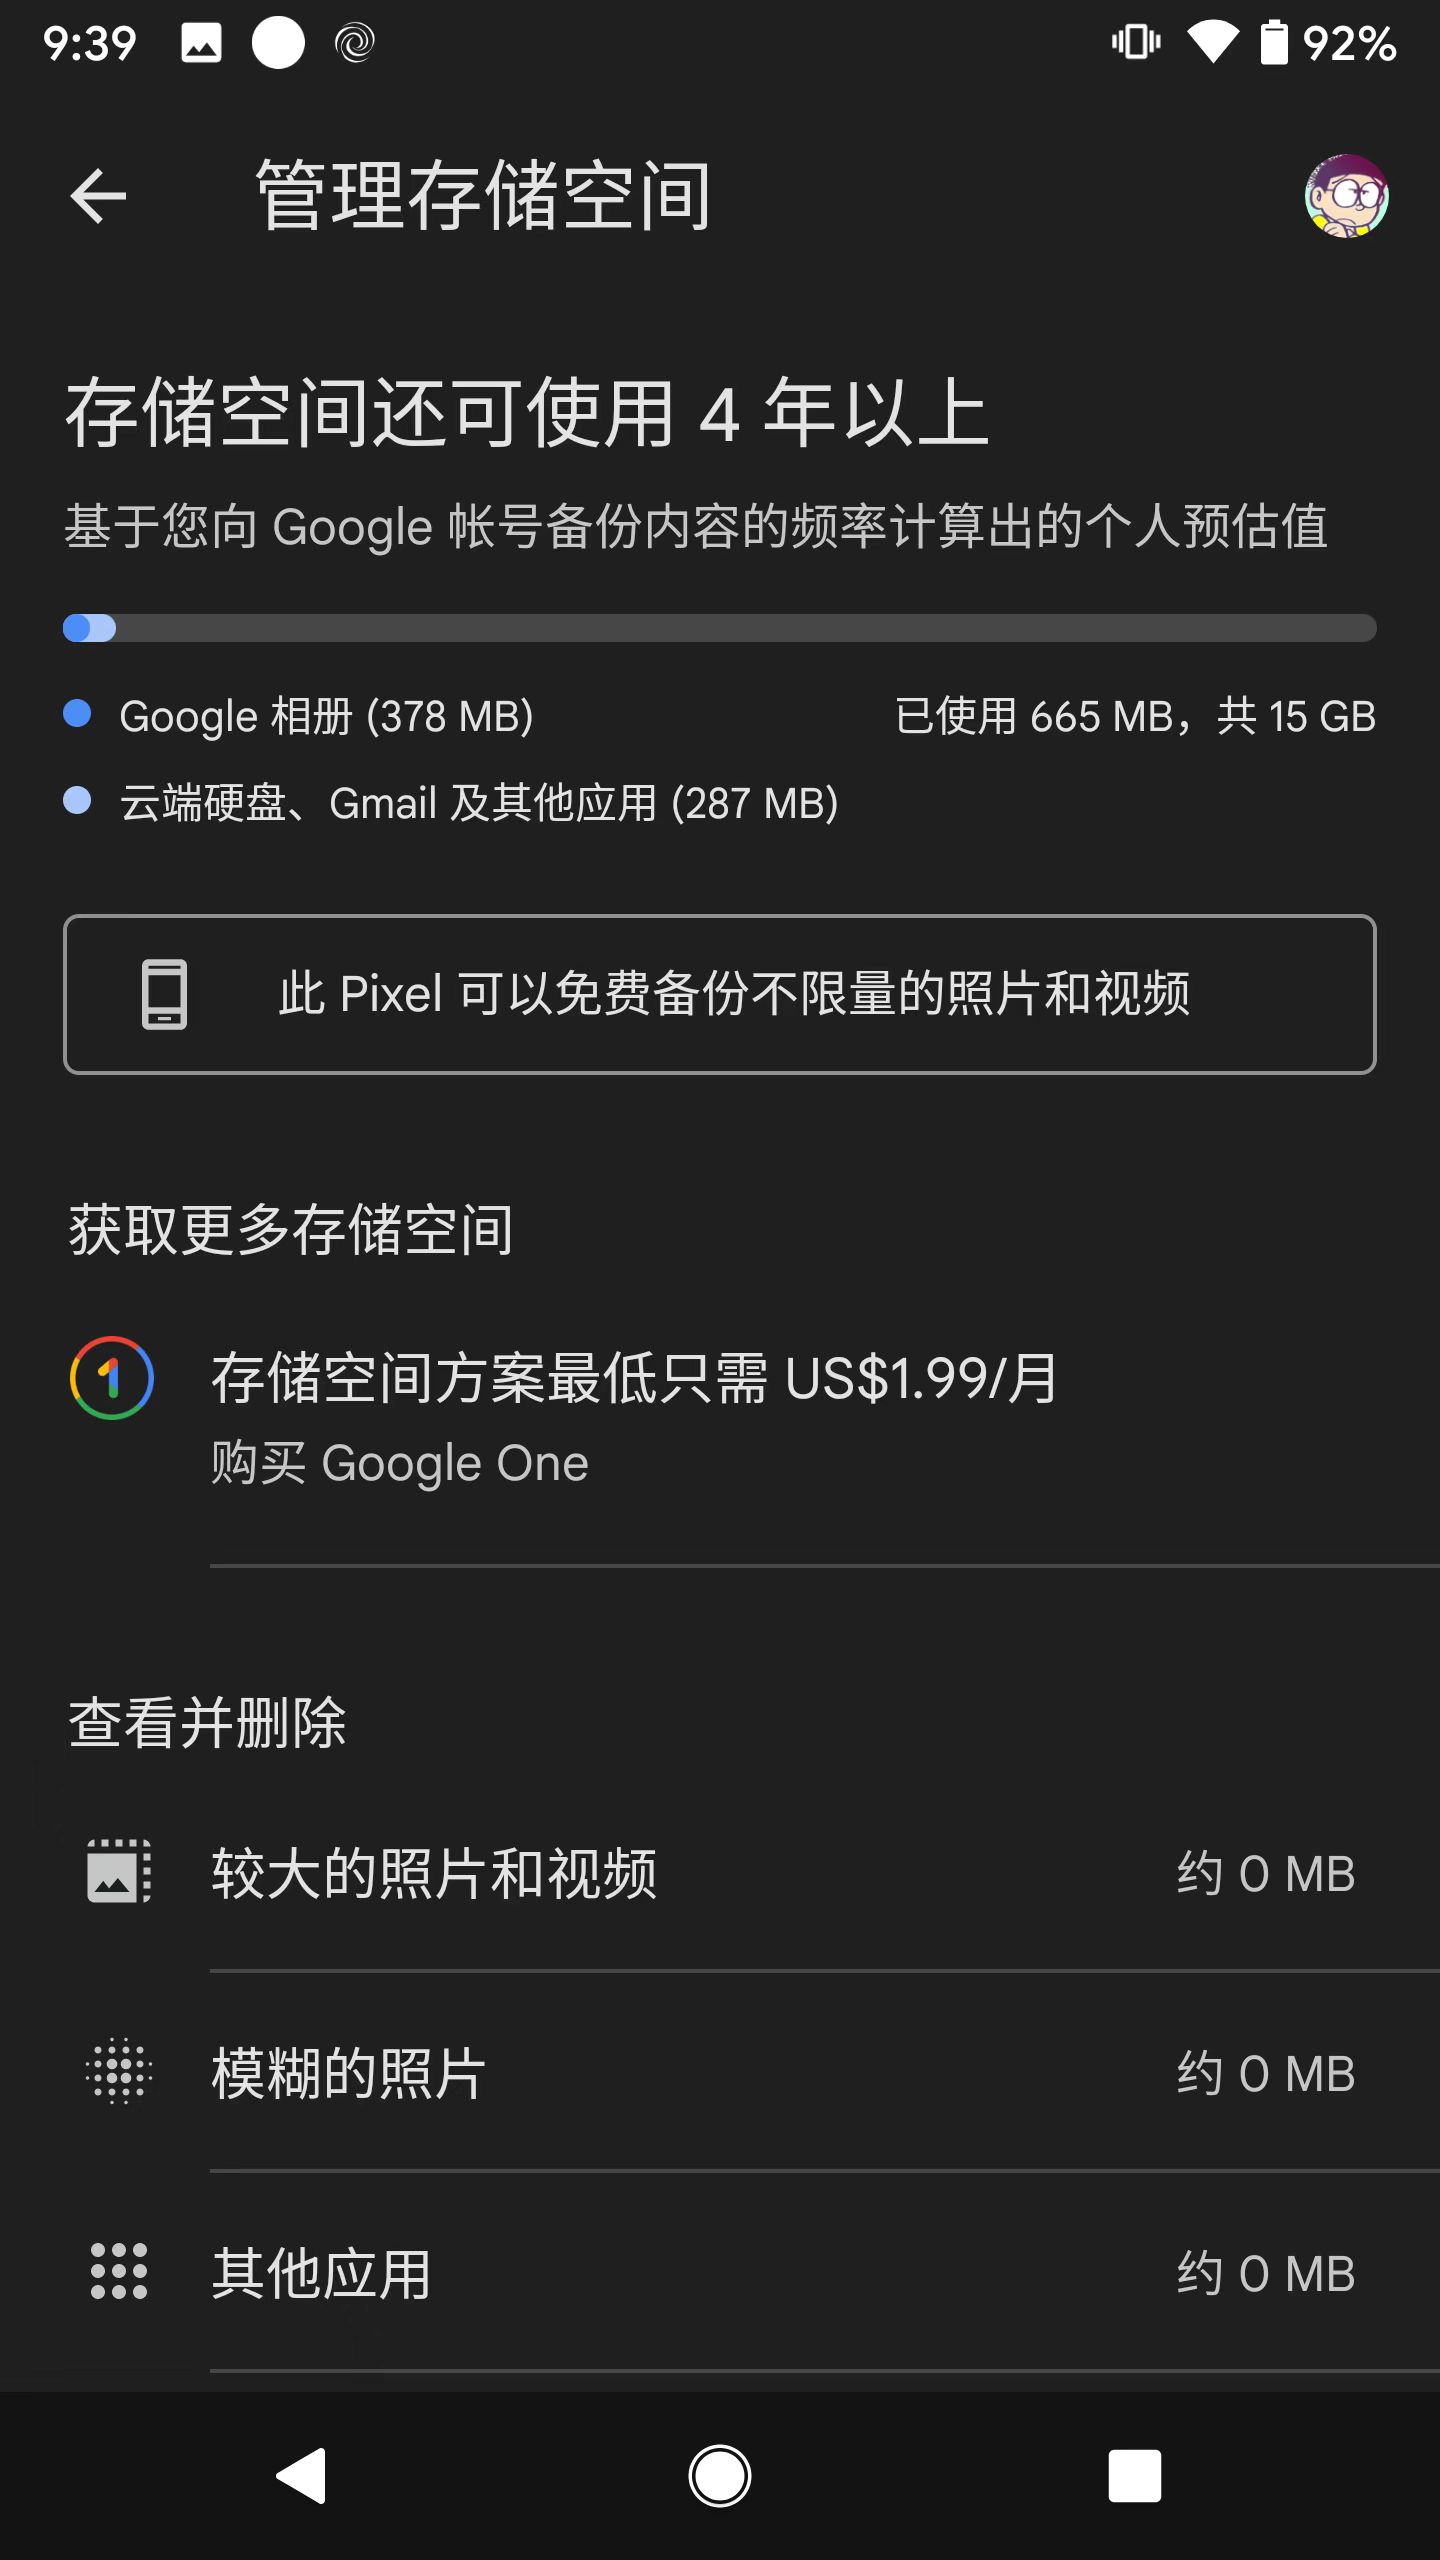 9:39
92%
管理存储空间
存储空间还可使用 4 年以上
基于您向 Google 帐号备份内容的频率计算出的个人预估值
Google 相册 (378 MB)
已使用 665 MB，共 15 GB
云端硬盘、Gmail 及其他应用 (287 MB)
此 Pixel 可以免费备份不限量的照片和视频
获取更多存储空间
存储空间方案最低只需 US$1.99/月
购买 Google One
查看并删除
较大的照片和视频
约 0 MB
模糊的照片
约 0 MB
其他应用
约 0 MB